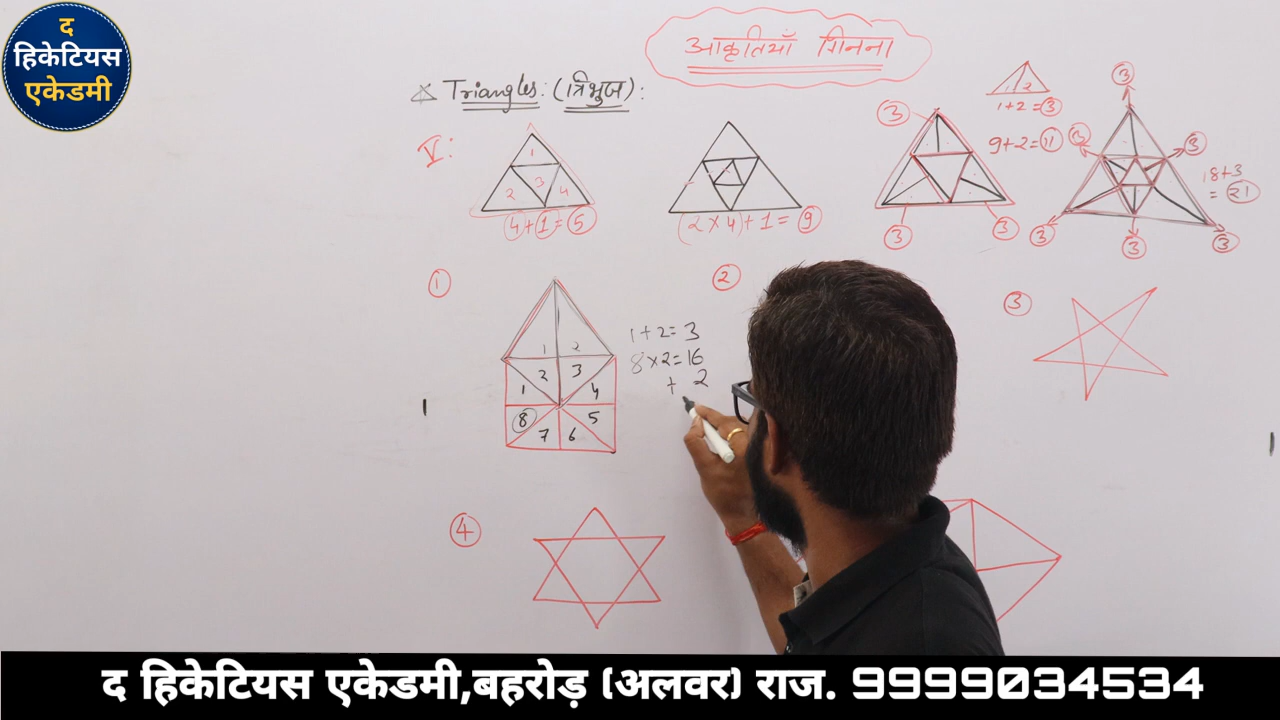 द
हिकेटियस
एकेडमी
आकृतियाँ गिनना
Triangles: (त्रिभुज):
V:
1
2 3 4
(4+1)=5
(2×4)+1=9
3
3
3
1 2
1+2=3
9+2=11
3
3
3
3
3
3
18+3
=21
1
1 2
1 2 3 4
8 7 6 5
1+2=3
8×2=16
+ 2
2
3
4
द हिकेटियस एकेडमी,बहरोड़ (अलवर) राज. 9999034534